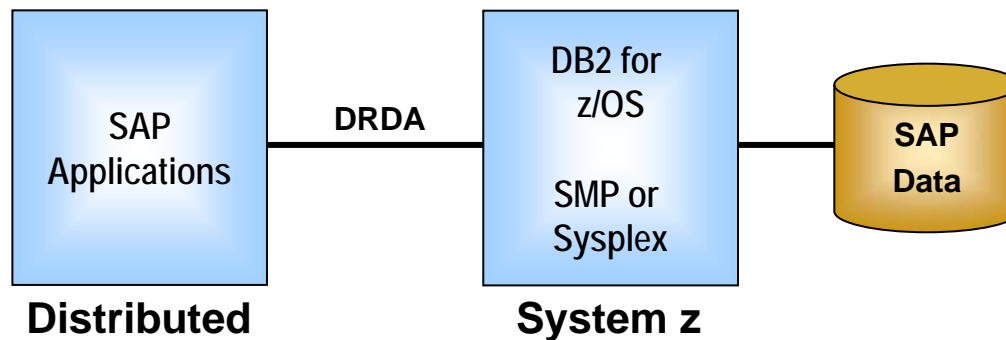 SAP
Applications
DRDA
DB2 for
z/OS
SMP or
Sysplex
SAP
Data
Distributed
System z